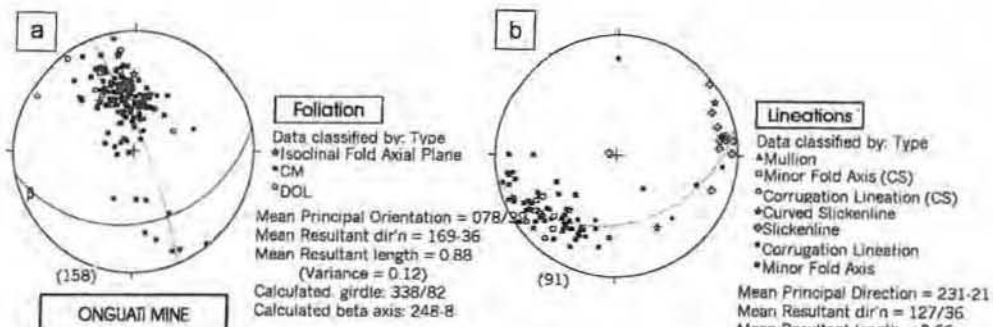 a
Foliation
Data classified by: Type
*Isoclinal Fold Axial Plane
▪CM
○DOL
β
Mean Principal Orientation = 078/
Mean Resultant dir'n = 169-36
Mean Resultant length = 0.88
(Variance = 0.12)
Calculated girdle: 338/82
Calculated beta axis: 248-8
(158)
ONGUATI MINE
b
Lineations
Data classified by: Type
▵Mullion
▫Minor Fold Axis (CS)
○Corrugation Lineation (CS)
*Curved Slickenline
◇Slickenline
•Corrugation Lineation
▪Minor Fold Axis
(91)
Mean Principal Direction = 231-21
Mean Resultant dir'n = 127/36